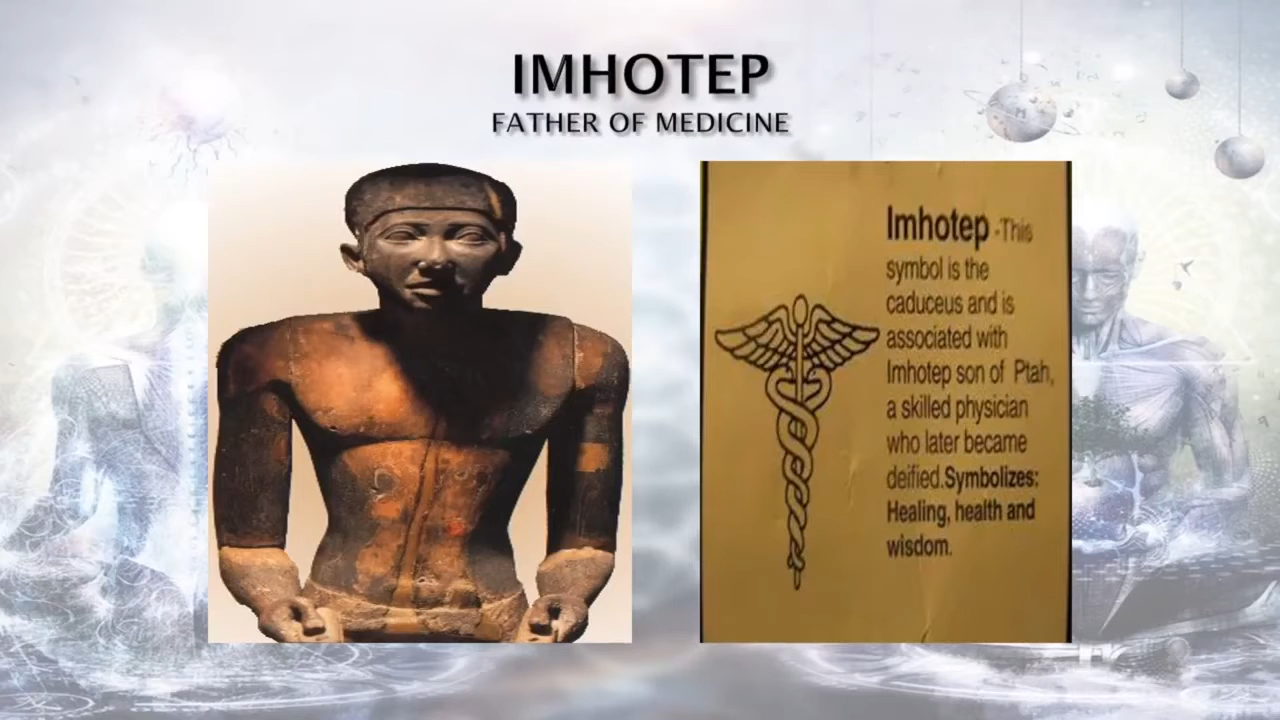 IMHOTEP
FATHER OF MEDICINE
Imhotep -This
symbol is the
caduceus and is
associated with
Imhotep son of Ptah,
a skilled physician
who later became
deified.Symbolizes:
Healing, health and
wisdom.